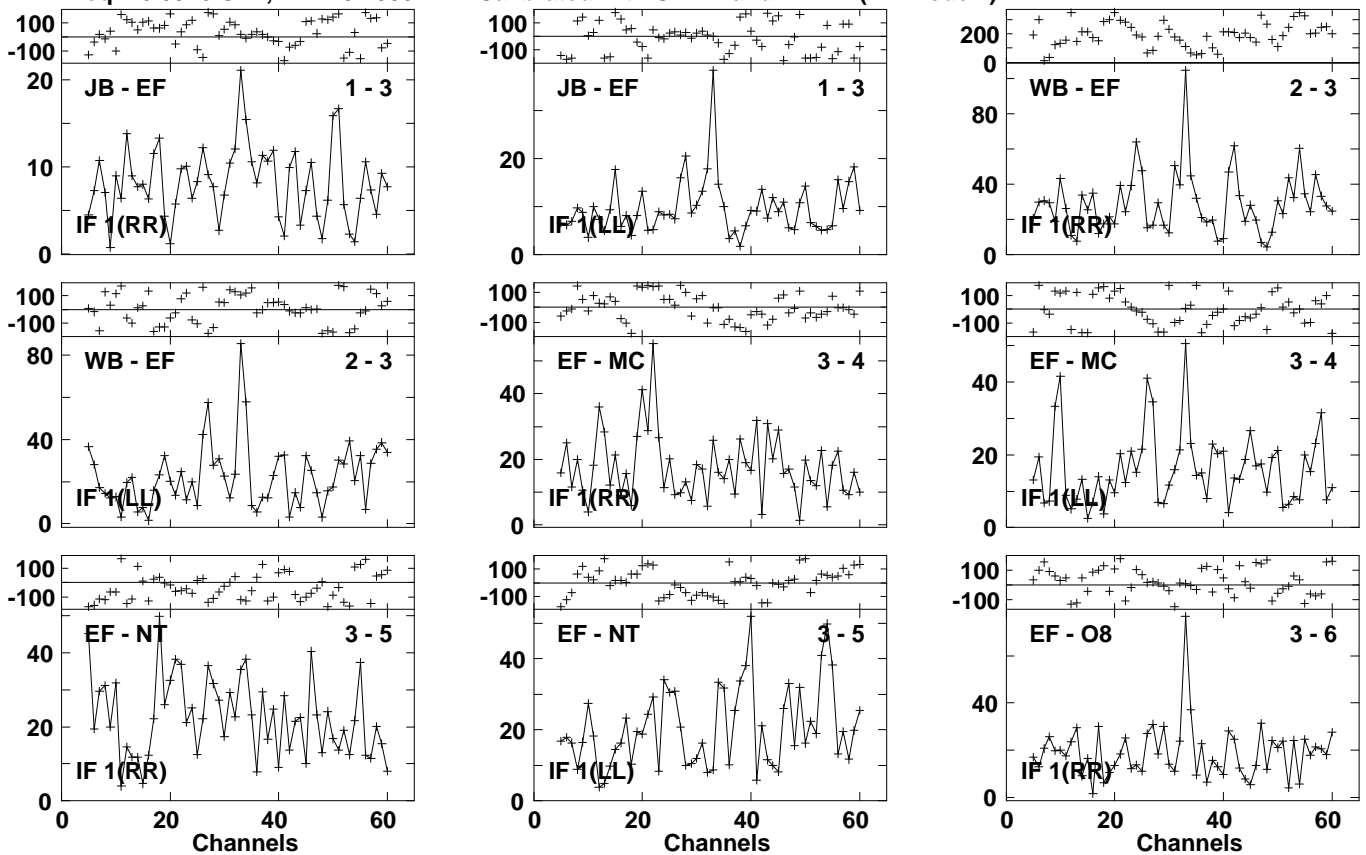 100
-100
20
10
0
JB - EF
1 - 3
IF 1(RR)
100
-100
20
0
JB - EF
1 - 3
IF 1(LL)
200
0
80
40
0
WB - EF
2 - 3
IF 1(RR)
100
-100
80
40
0
WB - EF
2 - 3
IF 1(LL)
100
-100
40
20
0
EF - MC
3 - 4
IF 1(RR)
100
-100
40
20
0
EF - MC
3 - 4
IF 1(LL)
100
-100
40
20
0
EF - NT
3 - 5
IF 1(RR)
0 20 40 60
Channels
100
-100
40
20
0
EF - NT
3 - 5
IF 1(LL)
0 20 40 60
Channels
100
-100
40
0
EF - O8
3 - 6
IF 1(RR)
0 20 40 60
Channels